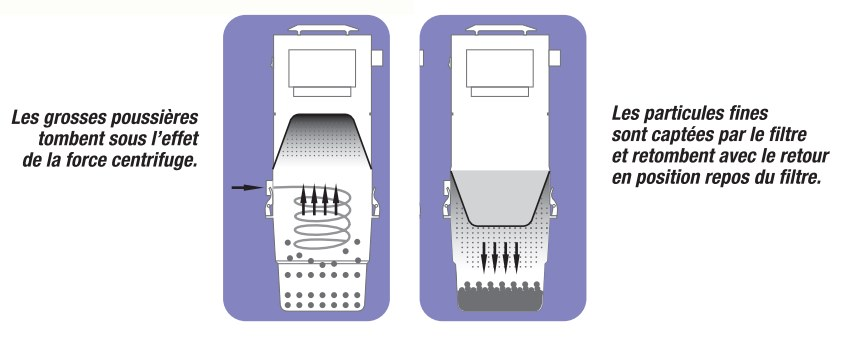 Les grosses poussières
tombent sous l'effet
de la force centrifuge.
Les particules fines
sont captées par le filtre
et retombent avec le retour
en position repos du filtre.